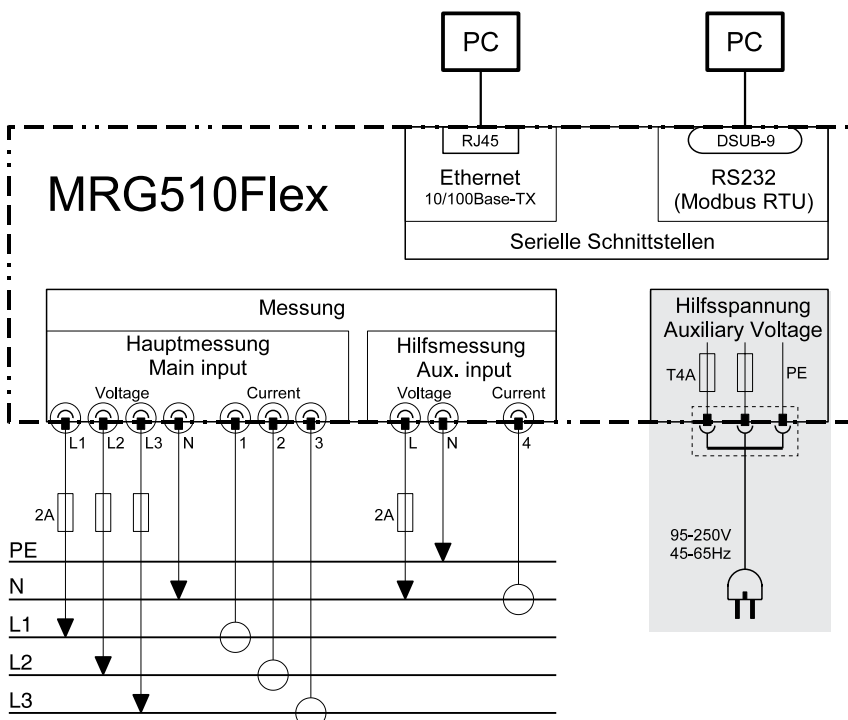 PC
PC
RJ45
DSUB-9
MRG510Flex
Ethernet
10/100Base-TX
RS232
(Modbus RTU)
Serielle Schnittstellen
Messung
Hauptmessung
Main input
Hilfsmessung
Aux. input
Hilfsspannung
Auxiliary Voltage
Voltage
Current
Voltage
Current
T4A
PE
L1
L2
L3
N
1
2
3
L
N
4
2A
2A
95-250V
45-65Hz
PE
N
L1
L2
L3